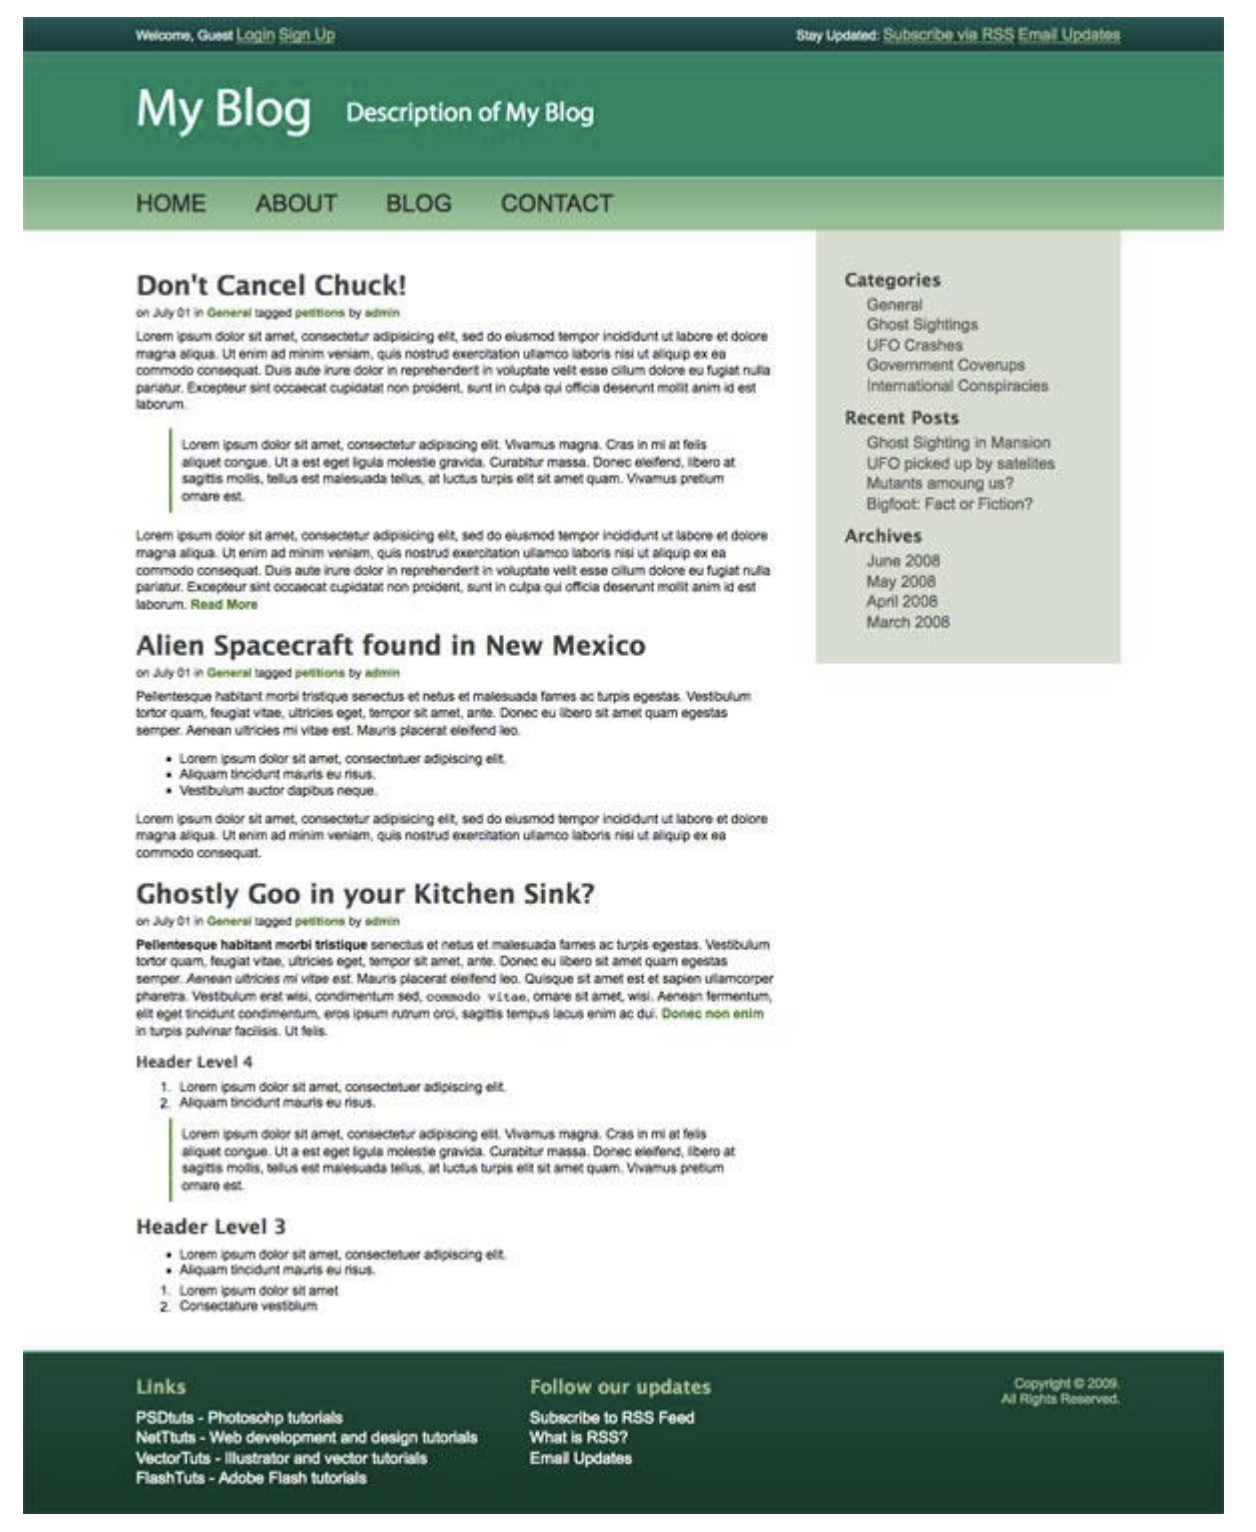 Welcome, Guest Login Sign Up
Stay Updated: Subscribe via RSS Email Updates
My Blog Description of My Blog
HOME ABOUT BLOG CONTACT
Don't Cancel Chuck!
on July 01 in General tagged petitions by admin
Lorem ipsum dolor sit amet, consectetur adipisicing elit, sed do eiusmod tempor incididunt ut labore et dolore
magna aliqua. Ut enim ad minim veniam, quis nostrud exercitation ullamco laboris nisi ut aliquip ex ea
commodo consequat. Duis aute irure dolor in reprehenderit in voluptate velit esse cillum dolore eu fugiat nulla
pariatur. Excepteur sint occaecat cupidatat non proident, sunt in culpa qui officia deserunt mollit anim id est
laborum.
Lorem ipsum dolor sit amet, consectetur adipiscing elit. Vivamus magna. Cras in mi at felis
aliquet congue. Ut a est eget ligula molestie gravida. Curabitur massa. Donec eleifend, libero at
sagittis mollis, tellus est malesuada tellus, at luctus turpis elit sit amet quam. Vivamus pretium
ornare est.
Lorem ipsum dolor sit amet, consectetur adipisicing elit, sed do eiusmod tempor incididunt ut labore et dolore
magna aliqua. Ut enim ad minim veniam, quis nostrud exercitation ullamco laboris nisi ut aliquip ex ea
commodo consequat. Duis aute irure dolor in reprehenderit in voluptate velit esse cillum dolore eu fugiat nulla
pariatur. Excepteur sint occaecat cupidatat non proident, sunt in culpa qui officia deserunt mollit anim id est
laborum. Read More
Alien Spacecraft found in New Mexico
on July 01 in General tagged petitions by admin
Pellentesque habitant morbi tristique senectus et netus et malesuada fames ac turpis egestas. Vestibulum
tortor quam, feugiat vitae, ultricies eget, tempor sit amet, ante. Donec eu libero sit amet quam egestas
semper. Aenean ultricies mi vitae est. Mauris placerat eleifend leo.
• Lorem ipsum dolor sit amet, consectetuer adipiscing elit.
• Aliquam tincidunt mauris eu risus.
• Vestibulum auctor dapibus neque.
Lorem ipsum dolor sit amet, consectetur adipisicing elit, sed do eiusmod tempor incididunt ut labore et dolore
magna aliqua. Ut enim ad minim veniam, quis nostrud exercitation ullamco laboris nisi ut aliquip ex ea
commodo consequat.
Ghostly Goo in your Kitchen Sink?
on July 01 in General tagged petitions by admin
Pellentesque habitant morbi tristique senectus et netus et malesuada fames ac turpis egestas. Vestibulum
tortor quam, feugiat vitae, ultricies eget, tempor sit amet, ante. Donec eu libero sit amet quam egestas
semper. Aenean ultricies mi vitae est. Mauris placerat eleifend leo. Quisque sit amet est et sapien ullamcorper
pharetra. Vestibulum erat wisi, condimentum sed, commodo vitae, ornare sit amet, wisi. Aenean fermentum,
elit eget tincidunt condimentum, eros ipsum rutrum orci, sagittis tempus lacus enim ac dui. Donec non enim
in turpis pulvinar facilisis. Ut felis.
Header Level 4
1. Lorem ipsum dolor sit amet, consectetuer adipiscing elit.
2. Aliquam tincidunt mauris eu risus.
Lorem ipsum dolor sit amet, consectetur adipiscing elit. Vivamus magna. Cras in mi at felis
aliquet congue. Ut a est eget ligula molestie gravida. Curabitur massa. Donec eleifend, libero at
sagittis mollis, tellus est malesuada tellus, at luctus turpis elit sit amet quam. Vivamus pretium
ornare est.
Header Level 3
• Lorem ipsum dolor sit amet, consectetuer adipiscing elit.
• Aliquam tincidunt mauris eu risus.
1. Lorem ipsum dolor sit amet
2. Consectature vestiblum
Categories
General
Ghost Sightings
UFO Crashes
Government Coverups
International Conspiracies
Recent Posts
Ghost Sighting in Mansion
UFO picked up by satelites
Mutants amoung us?
Bigfoot: Fact or Fiction?
Archives
June 2008
May 2008
April 2008
March 2008
Links
PSDtuts - Photosohp tutorials
NetTtuts - Web development and design tutorials
VectorTuts - Illustrator and vector tutorials
FlashTuts - Adobe Flash tutorials
Follow our updates
Subscribe to RSS Feed
What is RSS?
Email Updates
Copyright © 2009.
All Rights Reserved.